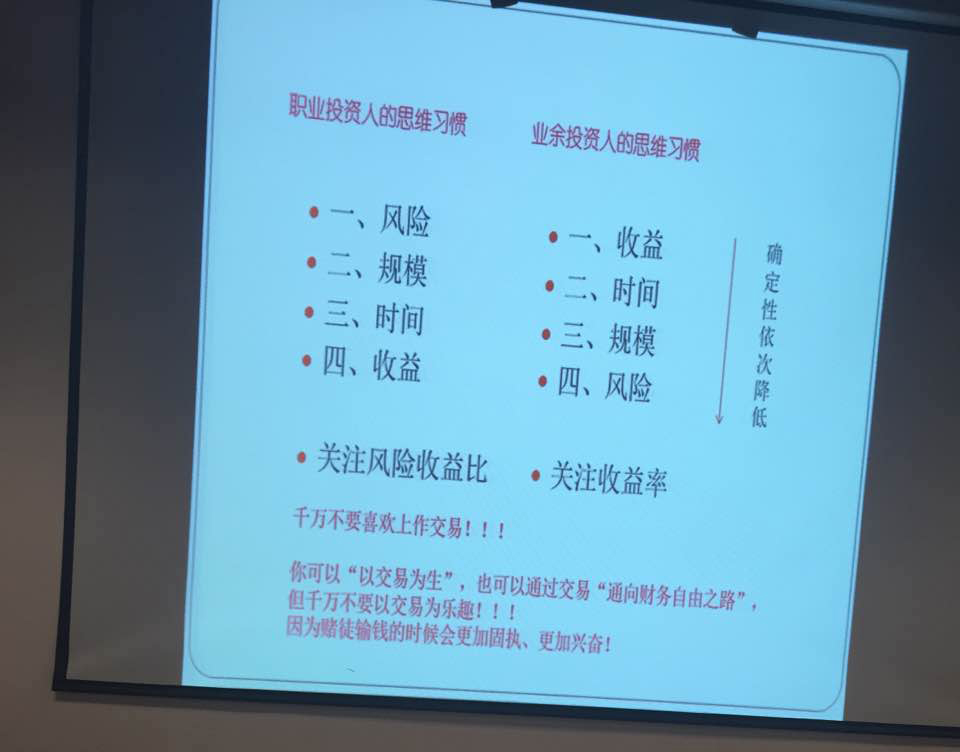 职业投资人的思维习惯
一、风险
二、规模
三、时间
四、收益
关注风险收益比
业余投资人的思维习惯
一、收益
二、时间
三、规模
四、风险
关注收益率
确定性依次降低
千万不要喜欢上作交易！！！
你可以“以交易为生”，也可以通过交易“通向财务自由之路”，
但千万不要以交易为乐趣！！！
因为赌徒输钱的时候会更加固执、更加兴奋！